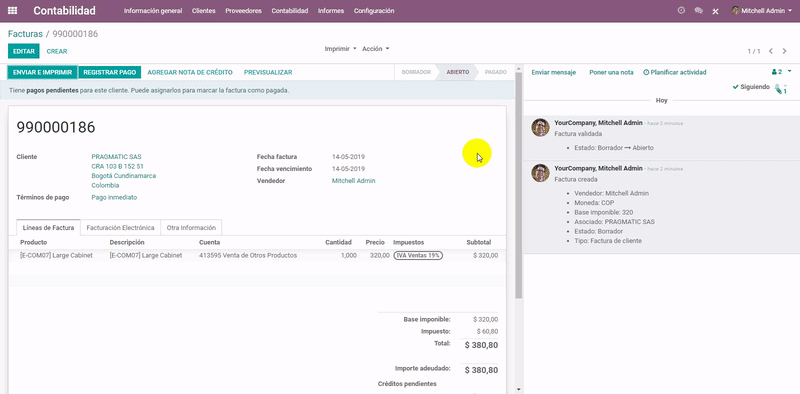 Contabilidad Información general Clientes Proveedores Contabilidad Informes Configuración Mitchell Admin
Facturas / 990000186
EDITAR CREAR Imprimir Acción 1 / 1
ENVIAR E IMPRIMIR REGISTRAR PAGO AGREGAR NOTA DE CRÉDITO PREVISUALIZAR BORRADOR ABIERTO PAGADO
Tiene pagos pendientes para este cliente. Puede asignarlos para marcar la factura como pagada.
990000186
Cliente PRAGMATIC SAS
CRA 103 B 152 51
Bogotá Cundinamarca
Colombia
Términos de pago Pago inmediato
Fecha factura 14-05-2019
Fecha vencimiento 14-05-2019
Vendedor Mitchell Admin
Líneas de Factura Facturación Electrónica Otra Información
Producto Descripción Cuenta Cantidad Precio Impuestos Subtotal
[E-COM07] Large Cabinet [E-COM07] Large Cabinet 413595 Venta de Otros Productos 1,000 320,00 IVA Ventas 19% $ 320,00
Base imponible: $ 320,00
Impuesto: $ 60,80
Total: $ 380,80
Importe adeudado: $ 380,80
Créditos pendientes
Enviar mensaje Poner una nota Planificar actividad 2
Siguiendo 1
Hoy
YourCompany, Mitchell Admin - hace 2 minutos
Factura validada
• Estado: Borrador → Abierto
YourCompany, Mitchell Admin - hace 2 minutos
Factura creada
• Vendedor: Mitchell Admin
• Moneda: COP
• Base imponible: 320
• Asociado: PRAGMATIC SAS
• Estado: Borrador
• Tipo: Factura de cliente